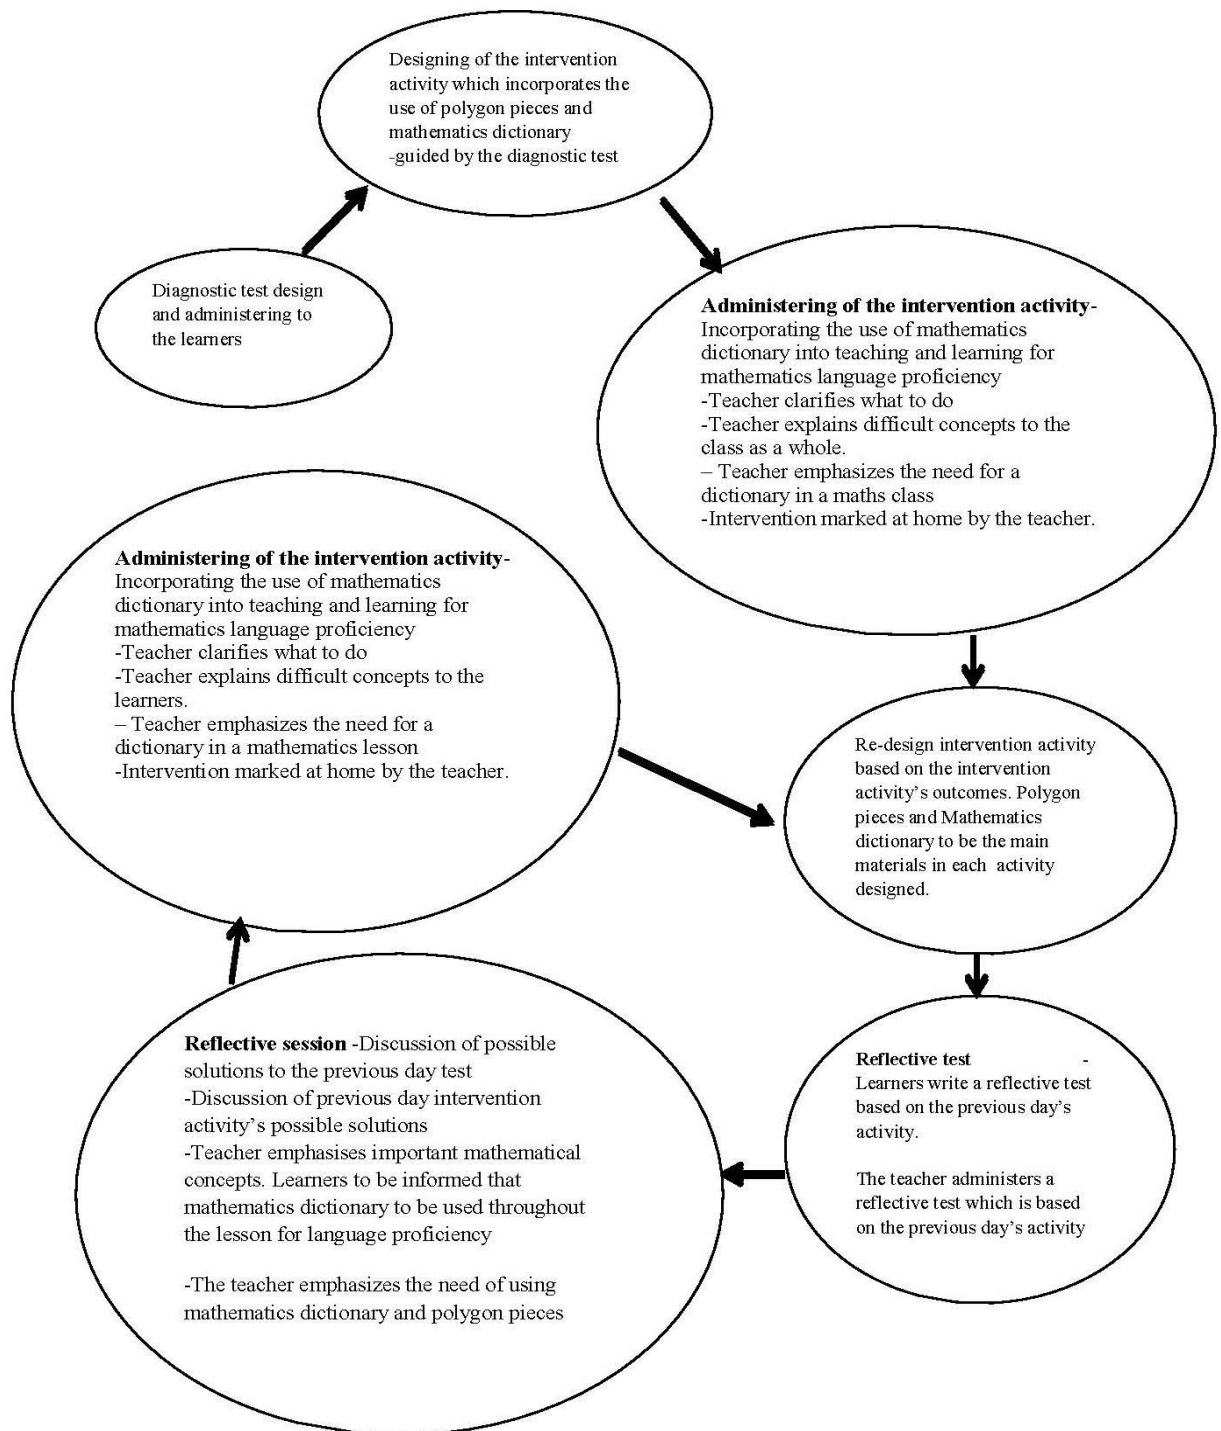 Designing of the intervention
activity which incorporates the
use of polygon pieces and
mathematics dictionary
-guided by the diagnostic test
Diagnostic test design
and administering to
the learners
Administering of the intervention activity-
Incorporating the use of mathematics
dictionary into teaching and learning for
mathematics language proficiency
-Teacher clarifies what to do
-Teacher explains difficult concepts to the
class as a whole.
– Teacher emphasizes the need for a
dictionary in a maths class
-Intervention marked at home by the teacher.
Administering of the intervention activity-
Incorporating the use of mathematics
dictionary into teaching and learning for
mathematics language proficiency
-Teacher clarifies what to do
-Teacher explains difficult concepts to the
learners.
– Teacher emphasizes the need for a
dictionary in a mathematics lesson
-Intervention marked at home by the teacher.
Re-design intervention activity
based on the intervention
activity’s outcomes. Polygon
pieces and Mathematics
dictionary to be the main
materials in each activity
designed.
Reflective test -
Learners write a reflective test
based on the previous day’s
activity.
The teacher administers a
reflective test which is based
on the previous day’s activity
Reflective session -Discussion of possible
solutions to the previous day test
-Discussion of previous day intervention
activity’s possible solutions
-Teacher emphasises important mathematical
concepts. Learners to be informed that
mathematics dictionary to be used throughout
the lesson for language proficiency
-The teacher emphasizes the need of using
mathematics dictionary and polygon pieces